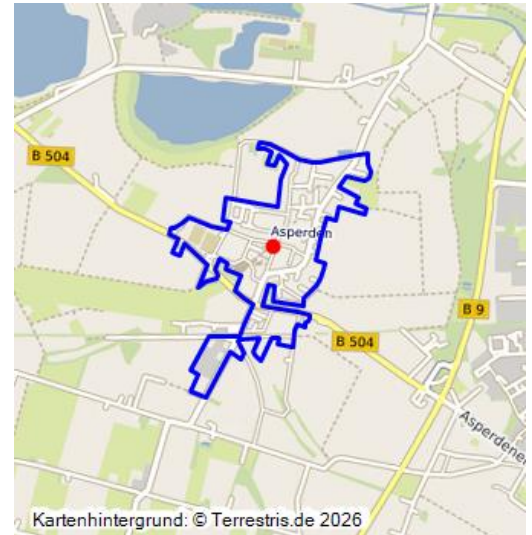 B 504
Asperden
B 9
B 504
Asperdener
Kartenhintergrund: © Terrestris.de 2026